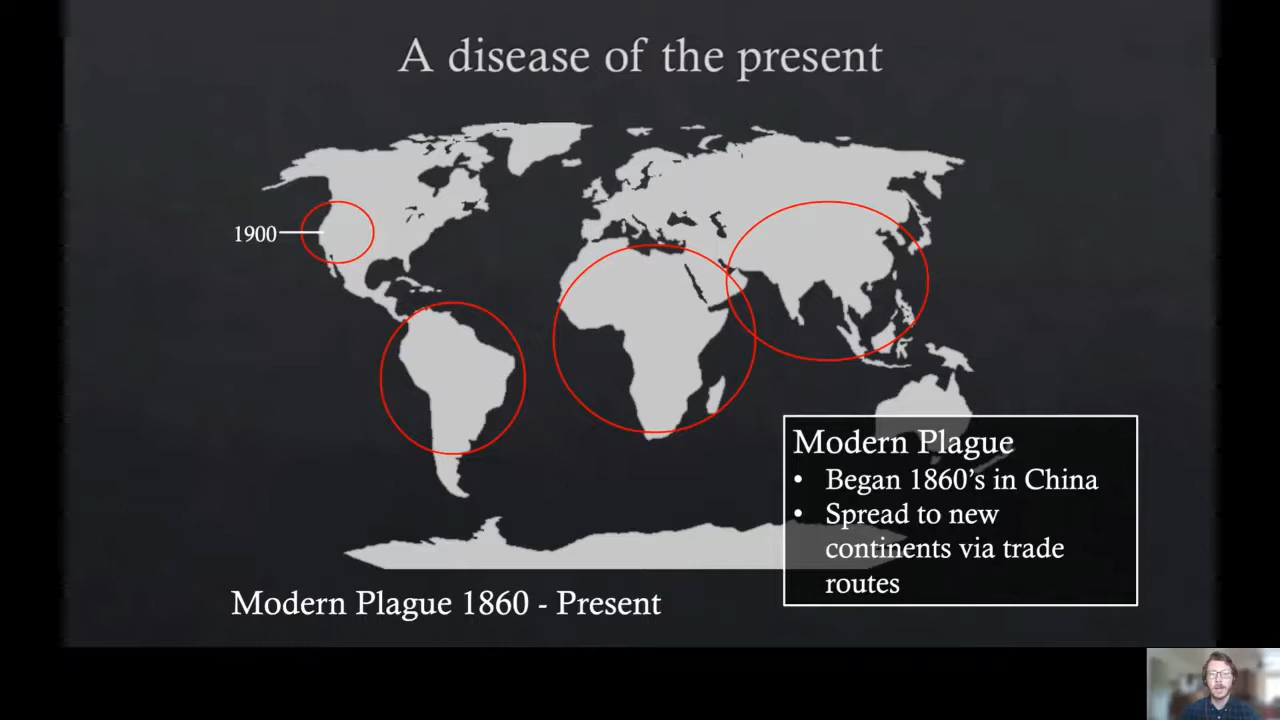 A disease of the present
1900
Modern Plague
• Began 1860's in China
• Spread to new
continents via trade
routes
Modern Plague 1860 - Present